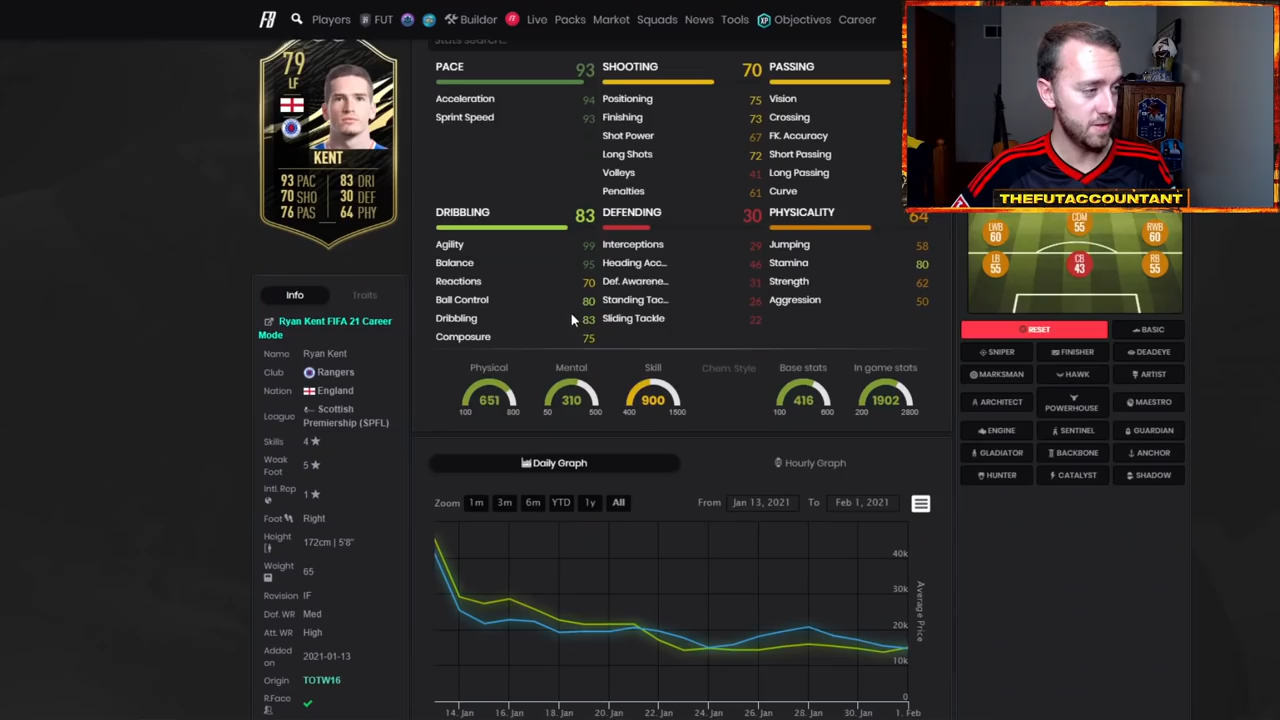 FB Players FUT Builder Live Packs Market Squads News Tools XP Objectives Career
Stats search...
79
LF
KENT
93 PAC 83 DRI
70 SHO 30 DEF
76 PAS 64 PHY
PACE 93
Acceleration 94
Sprint Speed 93
SHOOTING 70
Positioning 75
Finishing 73
Shot Power 67
Long Shots 72
Volleys 41
Penalties 61
PASSING
Vision
Crossing
FK. Accuracy
Short Passing
Long Passing
Curve
DRIBBLING 83
Agility 99
Balance 95
Reactions 70
Ball Control 80
Dribbling 83
Composure 75
DEFENDING 30
Interceptions 29
Heading Acc... 46
Def. Awarene... 31
Standing Tac... 26
Sliding Tackle 22
PHYSICALITY 64
Jumping 58
Stamina 80
Strength 62
Aggression 50
THEFUTACCOUNTANT
LWB 60
CDM 55
RWB 60
LB 55
CB 43
RB 55
Physical 651 100 800
Mental 310 50 500
Skill 900 400 1500
Chem. Style
Base stats 416 100 600
In game stats 1902 200 2800
RESET BASIC
SNIPER FINISHER DEADEYE
MARKSMAN HAWK ARTIST
ARCHITECT POWERHOUSE MAESTRO
ENGINE SENTINEL GUARDIAN
GLADIATOR BACKBONE ANCHOR
HUNTER CATALYST SHADOW
Info Traits
Ryan Kent FIFA 21 Career
Mode
Name Ryan Kent
Club Rangers
Nation England
League Scottish
Premiership (SPFL)
Skills 4
Weak
Foot 5
Intl. Rep 1
Foot Right
Height 172cm | 5'8"
Weight 65
Revision IF
Def. WR Med
Att. WR High
Added
on 2021-01-13
Origin TOTW16
R.Face
Daily Graph Hourly Graph
Zoom 1m 3m 6m YTD 1y All From Jan 13, 2021 To Feb 1, 2021
40k
30k
20k
10k
0
Average Price
14. Jan 16. Jan 18. Jan 20. Jan 22. Jan 24. Jan 26. Jan 28. Jan 30. Jan 1. Feb